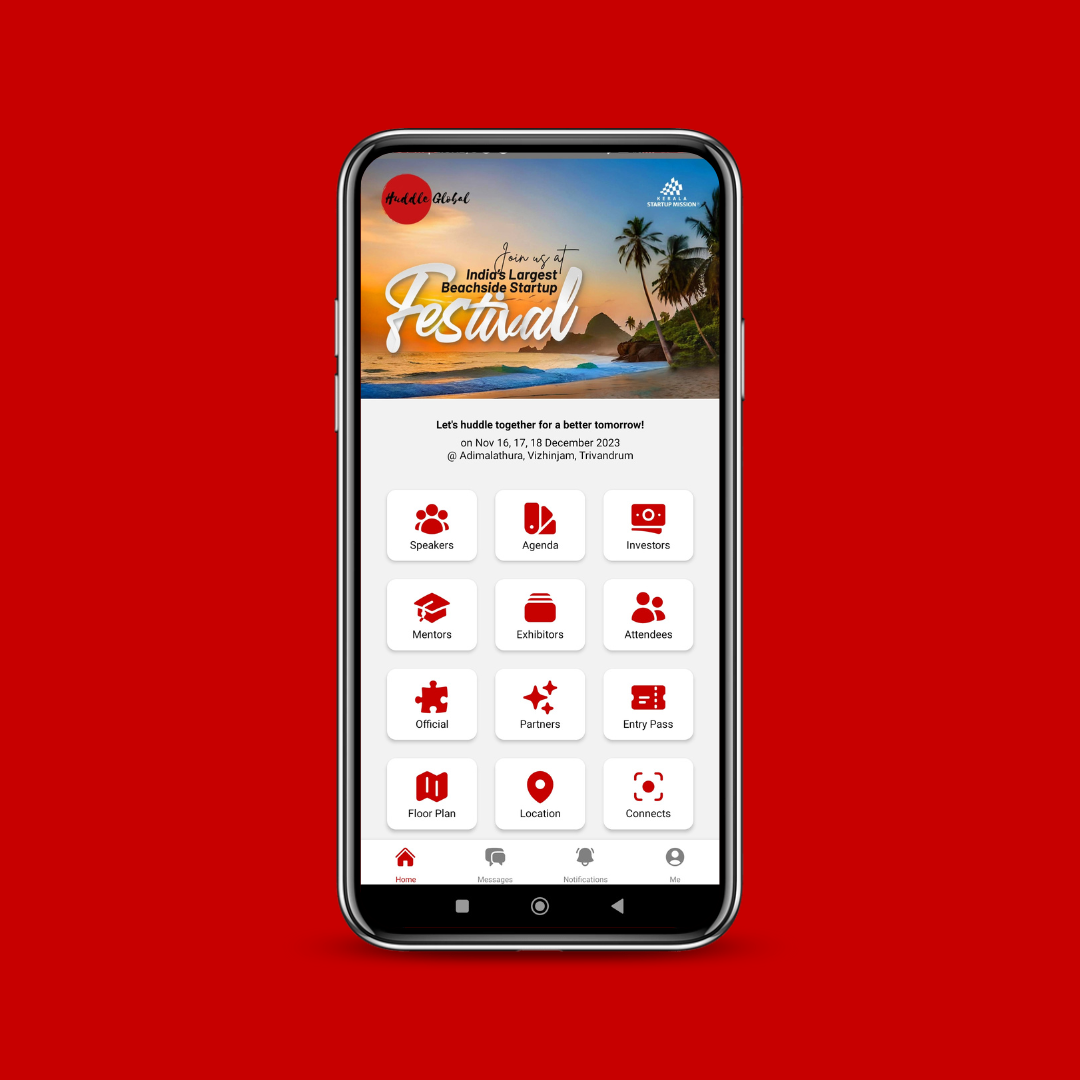 Huddle Global
KERALA
STARTUP MISSION
Join us at
India's Largest
Beachside Startup
Festival
Let's huddle together for a better tomorrow!
on Nov 16, 17, 18 December 2023
@ Adimalathura, Vizhinjam, Trivandrum
Speakers
Agenda
Investors
Mentors
Exhibitors
Attendees
Official
Partners
Entry Pass
Floor Plan
Location
Connects
Home
Messages
Notifications
Me